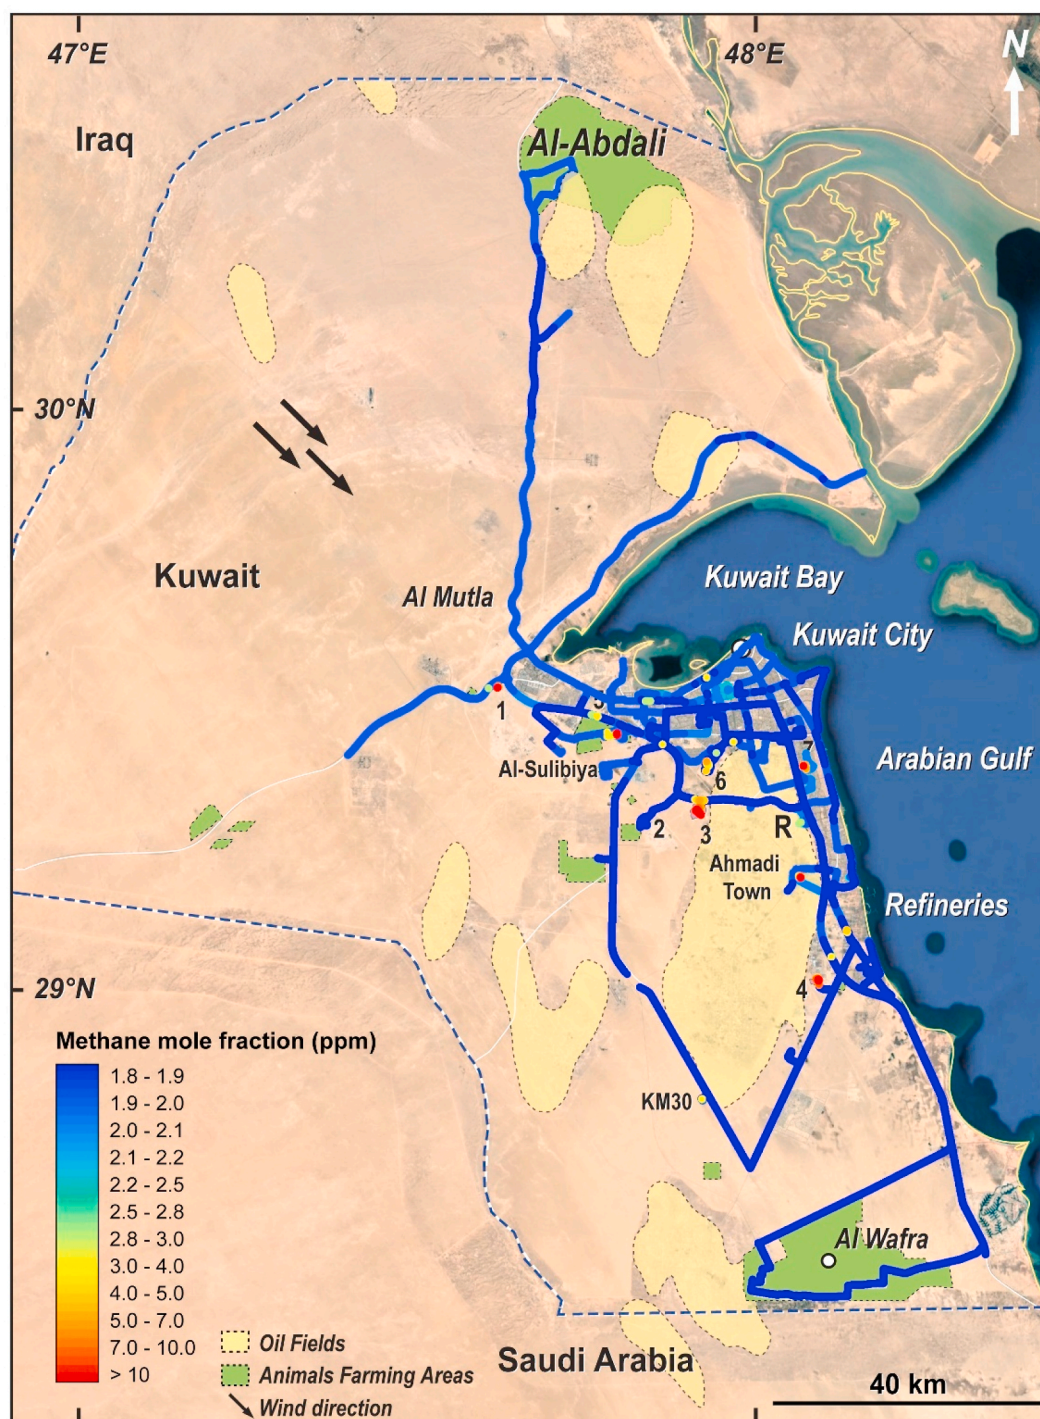 47°E
48°E
N
Iraq
Al-Abdali
30°N
Kuwait
Al Mutla
Kuwait Bay
Kuwait City
1
5
Al-Sulibiya
7
Arabian Gulf
6
2
3
R
Ahmadi
Town
Refineries
29°N
4
Methane mole fraction (ppm)
1.8 - 1.9
1.9 - 2.0
2.0 - 2.1
2.1 - 2.2
2.2 - 2.5
2.5 - 2.8
2.8 - 3.0
3.0 - 4.0
4.0 - 5.0
5.0 - 7.0
7.0 - 10.0
> 10
KM30
Al Wafra
Oil Fields
Animals Farming Areas
Wind direction
Saudi Arabia
40 km